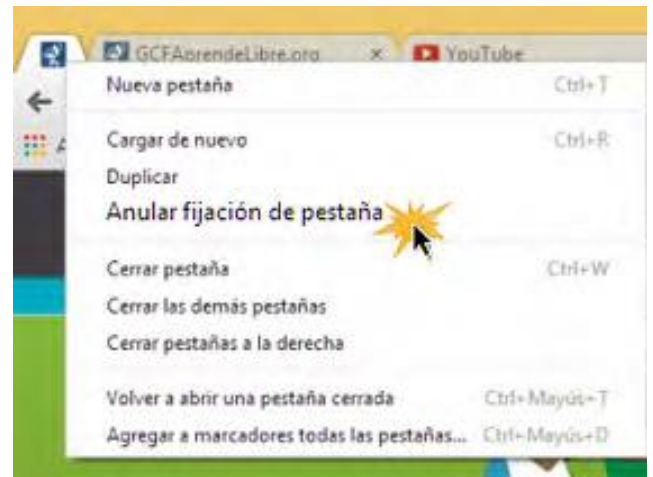 GCFAprendeLibre.org × YouTube
Nueva pestaña Ctrl+T
Cargar de nuevo Ctrl+R
Duplicar
Anular fijación de pestaña
Cerrar pestaña Ctrl+W
Cerrar las demás pestañas
Cerrar pestañas a la derecha
Volver a abrir una pestaña cerrada Ctrl+Mayús+T
Agregar a marcadores todas las pestañas... Ctrl+Mayús+D